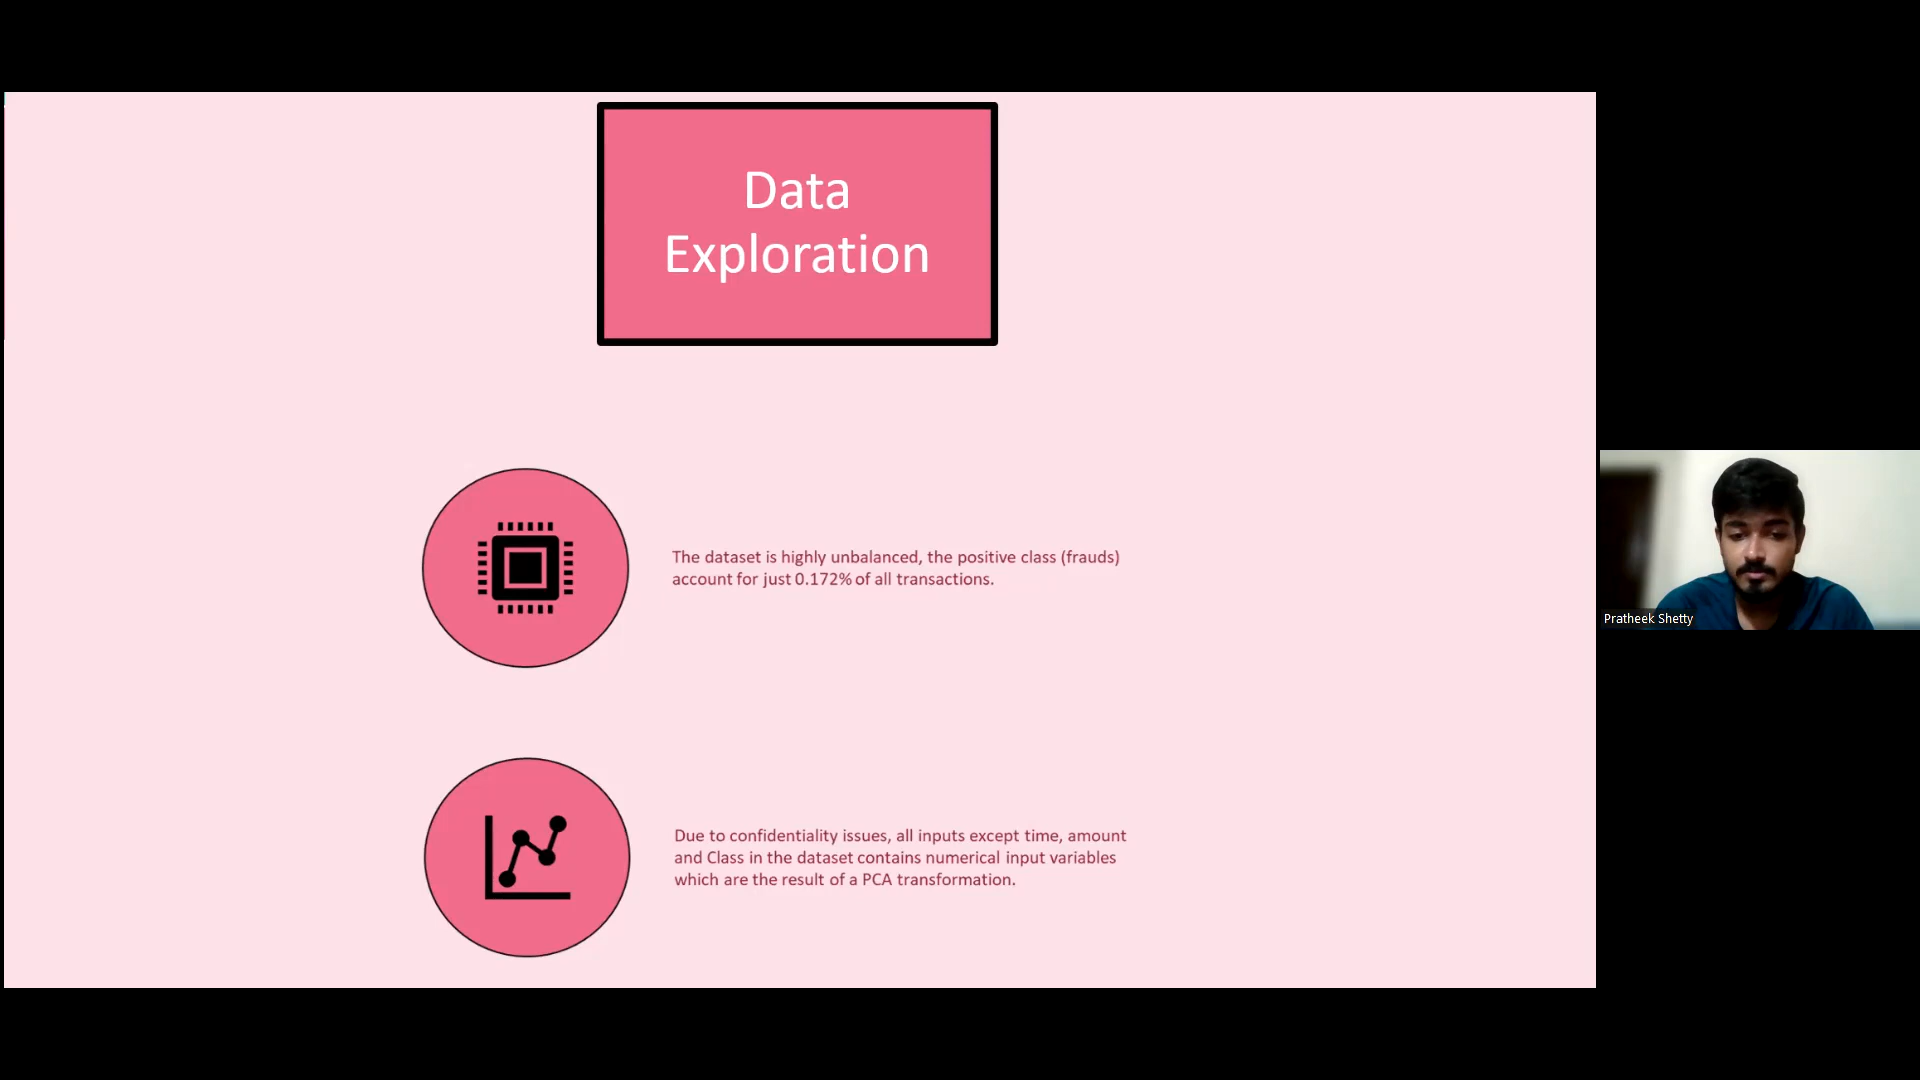 Data
Exploration
The dataset is highly unbalanced, the positive class (frauds)
account for just 0.172% of all transactions.
Due to confidentiality issues, all inputs except time, amount
and Class in the dataset contains numerical input variables
which are the result of a PCA transformation.
Pratheek Shetty